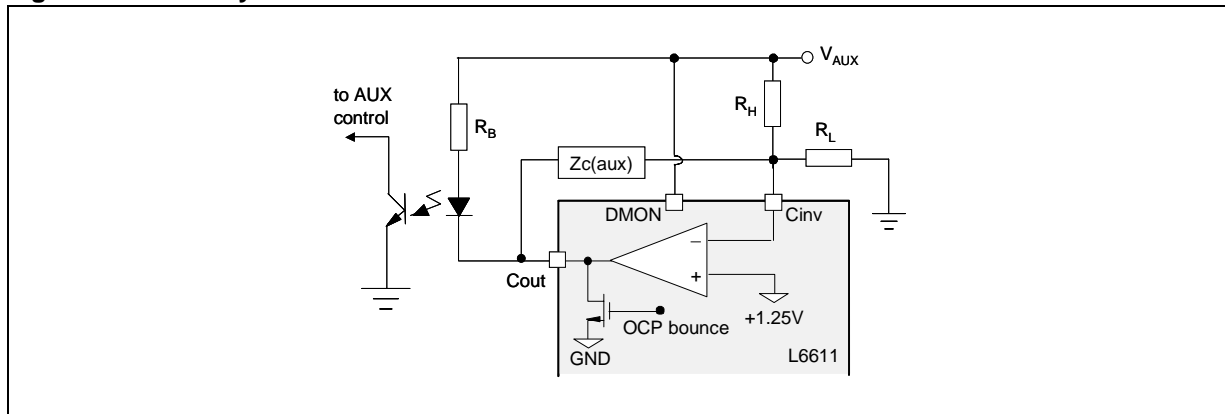 V_AUX
to AUX
control
R_H
R_B
R_L
Zc(aux)
DMON
Cinv
−
+
Cout
+1.25V
OCP bounce
GND
L6611